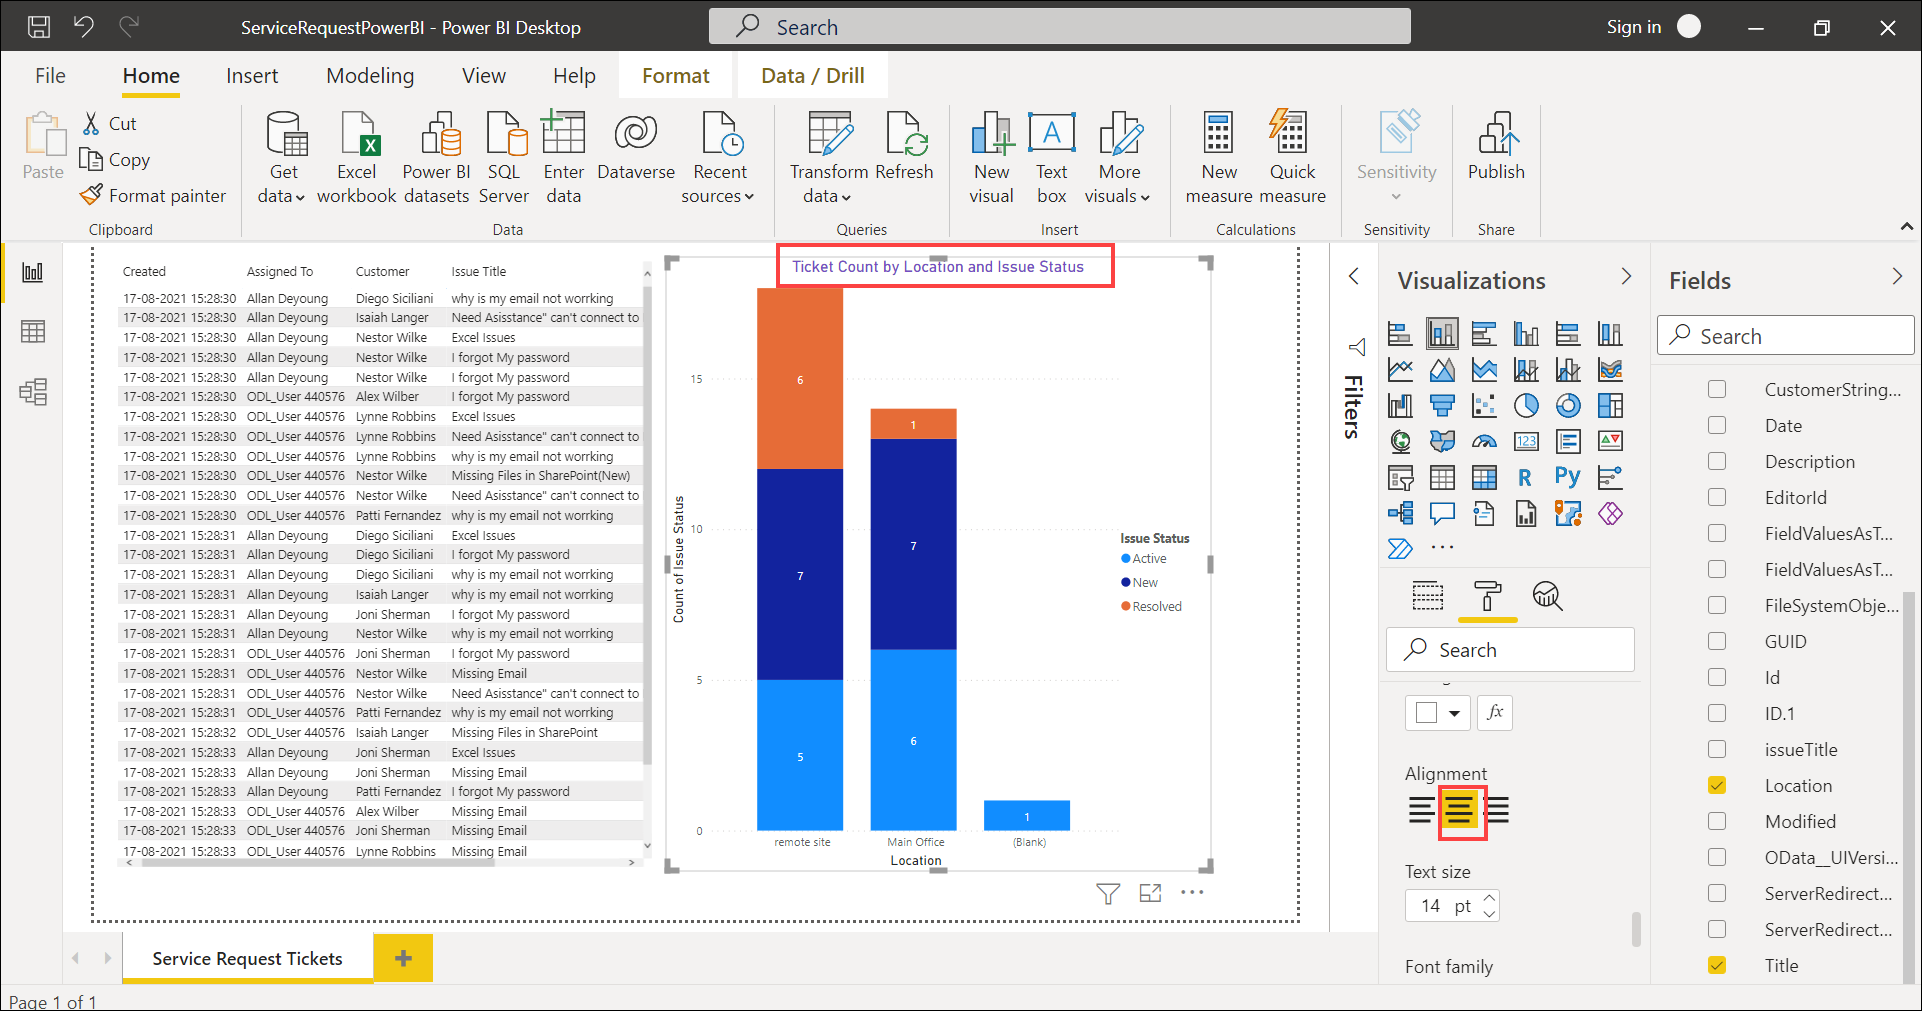 ServiceRequestPowerBI - Power BI Desktop
Search
Sign in
File
Home
Insert
Modeling
View
Help
Format
Data / Drill
Paste
Cut
Copy
Format painter
Clipboard
Get data
Excel workbook
Power BI datasets
SQL Server
Enter data
Dataverse
Recent sources
Data
Transform data
Refresh
Queries
New visual
Text box
More visuals
Insert
New measure
Quick measure
Calculations
Sensitivity
Sensitivity
Publish
Share
Created Assigned To Customer Issue Title
17-08-2021 15:28:30 Allan Deyoung Diego Siciliani why is my email not worrking
17-08-2021 15:28:30 Allan Deyoung Isaiah Langer Need Asisstance" can't connect to
17-08-2021 15:28:30 Allan Deyoung Nestor Wilke Excel Issues
17-08-2021 15:28:30 Allan Deyoung Nestor Wilke I forgot My password
17-08-2021 15:28:30 Allan Deyoung Nestor Wilke I forgot My password
17-08-2021 15:28:30 ODL_User 440576 Alex Wilber I forgot My password
17-08-2021 15:28:30 ODL_User 440576 Lynne Robbins Excel Issues
17-08-2021 15:28:30 ODL_User 440576 Lynne Robbins Need Asisstance" can't connect to
17-08-2021 15:28:30 ODL_User 440576 Lynne Robbins why is my email not worrking
17-08-2021 15:28:30 ODL_User 440576 Nestor Wilke Missing Files in SharePoint(New)
17-08-2021 15:28:30 ODL_User 440576 Nestor Wilke Need Asisstance" can't connect to
17-08-2021 15:28:30 ODL_User 440576 Patti Fernandez why is my email not worrking
17-08-2021 15:28:31 Allan Deyoung Diego Siciliani Excel Issues
17-08-2021 15:28:31 Allan Deyoung Diego Siciliani I forgot My password
17-08-2021 15:28:31 Allan Deyoung Diego Siciliani why is my email not worrking
17-08-2021 15:28:31 Allan Deyoung Isaiah Langer why is my email not worrking
17-08-2021 15:28:31 Allan Deyoung Joni Sherman I forgot My password
17-08-2021 15:28:31 Allan Deyoung Nestor Wilke why is my email not worrking
17-08-2021 15:28:31 ODL_User 440576 Joni Sherman I forgot My password
17-08-2021 15:28:31 ODL_User 440576 Nestor Wilke Missing Email
17-08-2021 15:28:31 ODL_User 440576 Nestor Wilke Need Asisstance" can't connect to
17-08-2021 15:28:31 ODL_User 440576 Patti Fernandez why is my email not worrking
17-08-2021 15:28:32 ODL_User 440576 Isaiah Langer Missing Files in SharePoint
17-08-2021 15:28:33 Allan Deyoung Joni Sherman Excel Issues
17-08-2021 15:28:33 Allan Deyoung Joni Sherman Missing Email
17-08-2021 15:28:33 Allan Deyoung Patti Fernandez I forgot My password
17-08-2021 15:28:33 ODL_User 440576 Alex Wilber Missing Email
17-08-2021 15:28:33 ODL_User 440576 Joni Sherman Missing Email
17-08-2021 15:28:33 ODL_User 440576 Lynne Robbins Missing Email
Ticket Count by Location and Issue Status
Count of Issue Status
15
10
5
0
6
7
5
1
7
6
1
remote site
Main Office
(Blank)
Location
Issue Status
Active
New
Resolved
Filters
Visualizations
123
R
Py
Search
fx
Alignment
Text size
14 pt
Font family
Fields
Search
CustomerString...
Date
Description
EditorId
FieldValuesAsT...
FieldValuesAsT...
FileSystemObje...
GUID
Id
ID.1
issueTitle
Location
Modified
OData__UIVersi...
ServerRedirect...
ServerRedirect...
Title
Service Request Tickets
Page 1 of 1